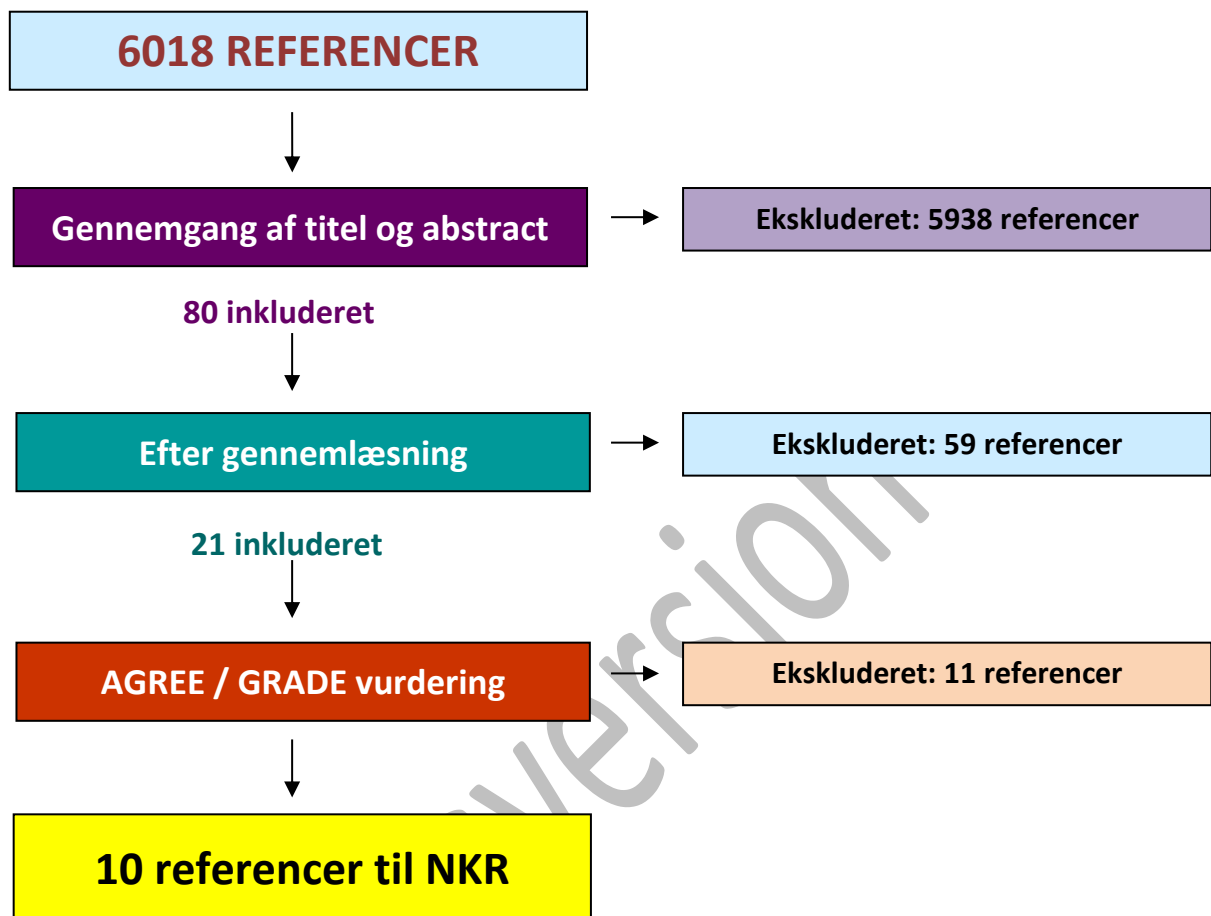 6018 REFERENCER
Gennemgang af titel og abstract
Ekskluderet: 5938 referencer
80 inkluderet
Efter gennemlæsning
Ekskluderet: 59 referencer
21 inkluderet
AGREE / GRADE vurdering
Ekskluderet: 11 referencer
10 referencer til NKR